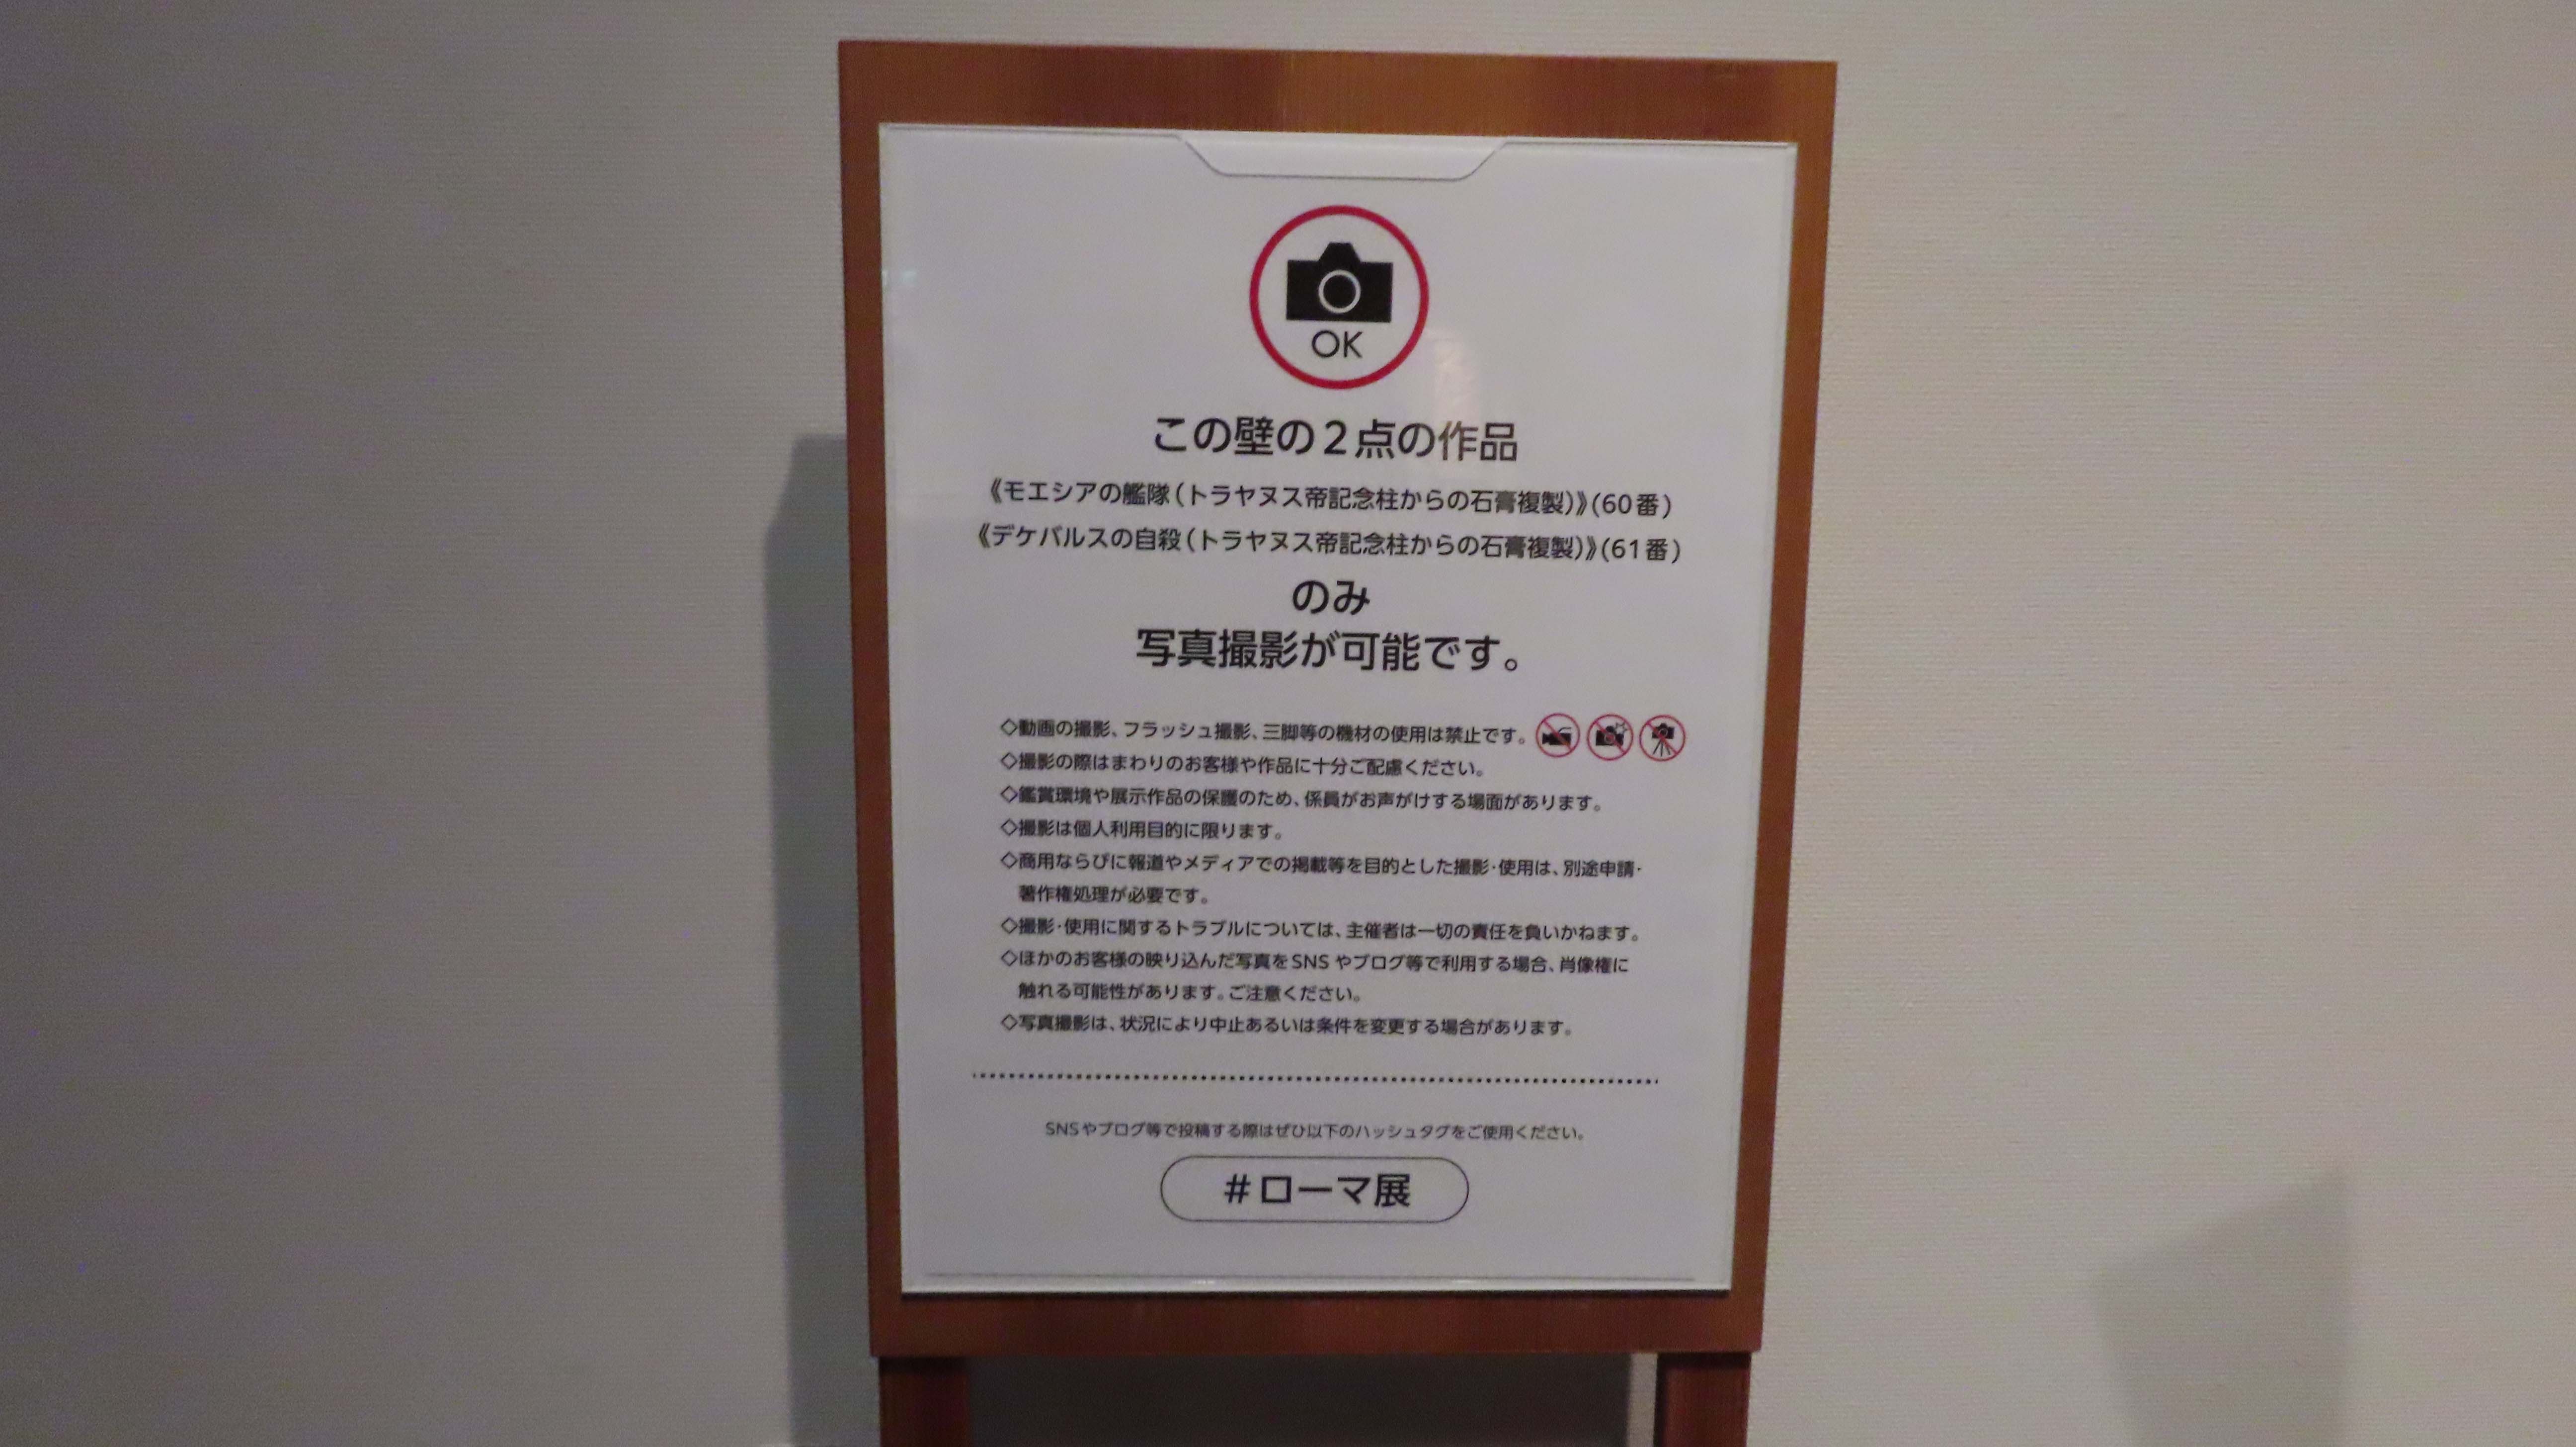 OK
この壁の2点の作品
《モエシアの艦隊(トラヤヌス帝記念柱からの石膏複製)》(60番)
《デケバルスの自殺(トラヤヌス帝記念柱からの石膏複製)》(61番)
のみ
写真撮影が可能です。
◇動画の撮影、フラッシュ撮影、三脚等の機材の使用は禁止です。
◇撮影の際はまわりのお客様や作品に十分ご配慮ください。
◇鑑賞環境や展示作品の保護のため、係員がお声がけする場面があります。
◇撮影は個人利用目的に限ります。
◇商用ならびに報道やメディアでの掲載等を目的とした撮影・使用は、別途申請・
著作権処理が必要です。
◇撮影・使用に関するトラブルについては、主催者は一切の責任を負いかねます。
◇ほかのお客様の映り込んだ写真をSNSやブログ等で利用する場合、肖像権に
触れる可能性があります。ご注意ください。
◇写真撮影は、状況により中止あるいは条件を変更する場合があります。
SNSやブログ等で投稿する際はぜひ以下のハッシュタグをご使用ください。
#ローマ展